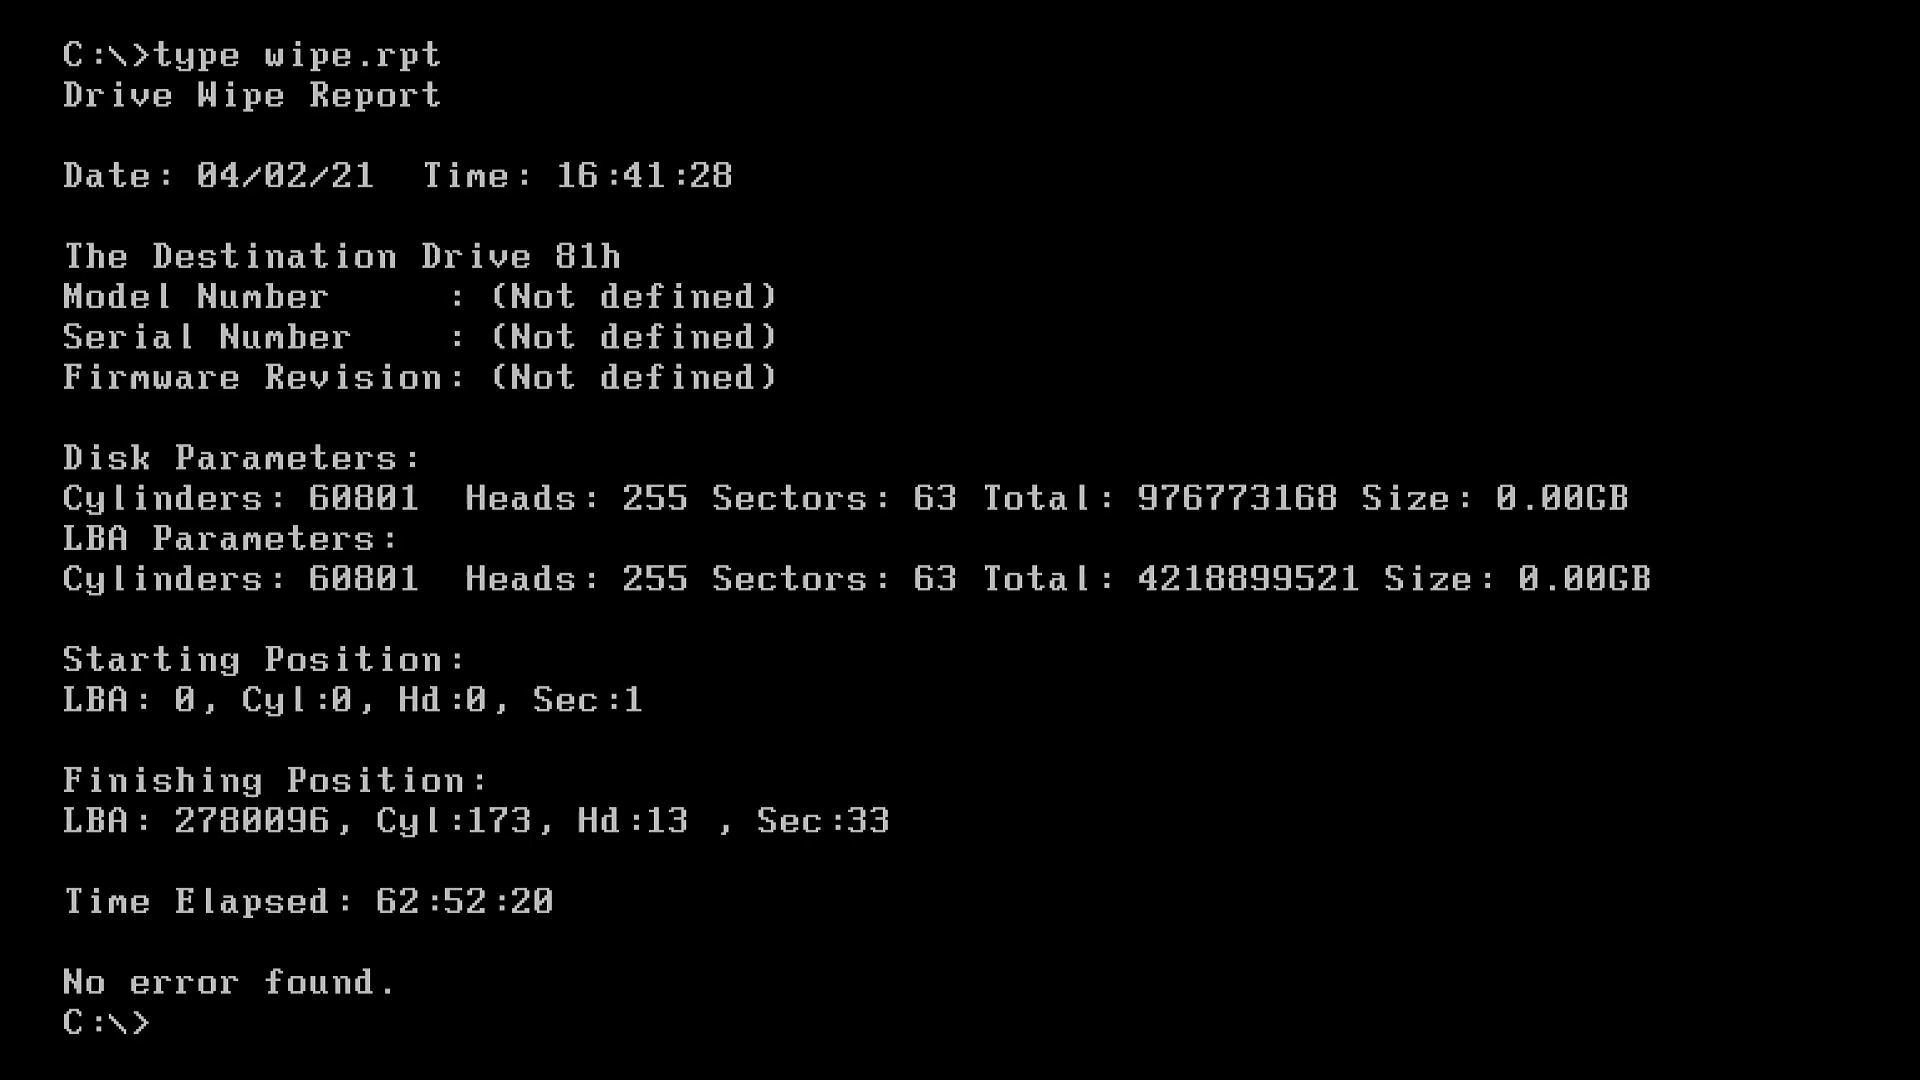 C:\>type wipe.rpt
Drive Wipe Report
Date: 04/02/21  Time: 16:41:28
The Destination Drive 81h
Model Number     : (Not defined)
Serial Number    : (Not defined)
Firmware Revision: (Not defined)
Disk Parameters:
Cylinders: 60801  Heads: 255 Sectors: 63 Total: 976773168 Size: 0.00GB
LBA Parameters:
Cylinders: 60801  Heads: 255 Sectors: 63 Total: 4218899521 Size: 0.00GB
Starting Position:
LBA: 0, Cyl:0, Hd:0, Sec:1
Finishing Position:
LBA: 2780096, Cyl:173, Hd:13 , Sec:33
Time Elapsed: 62:52:20
No error found.
C:\>